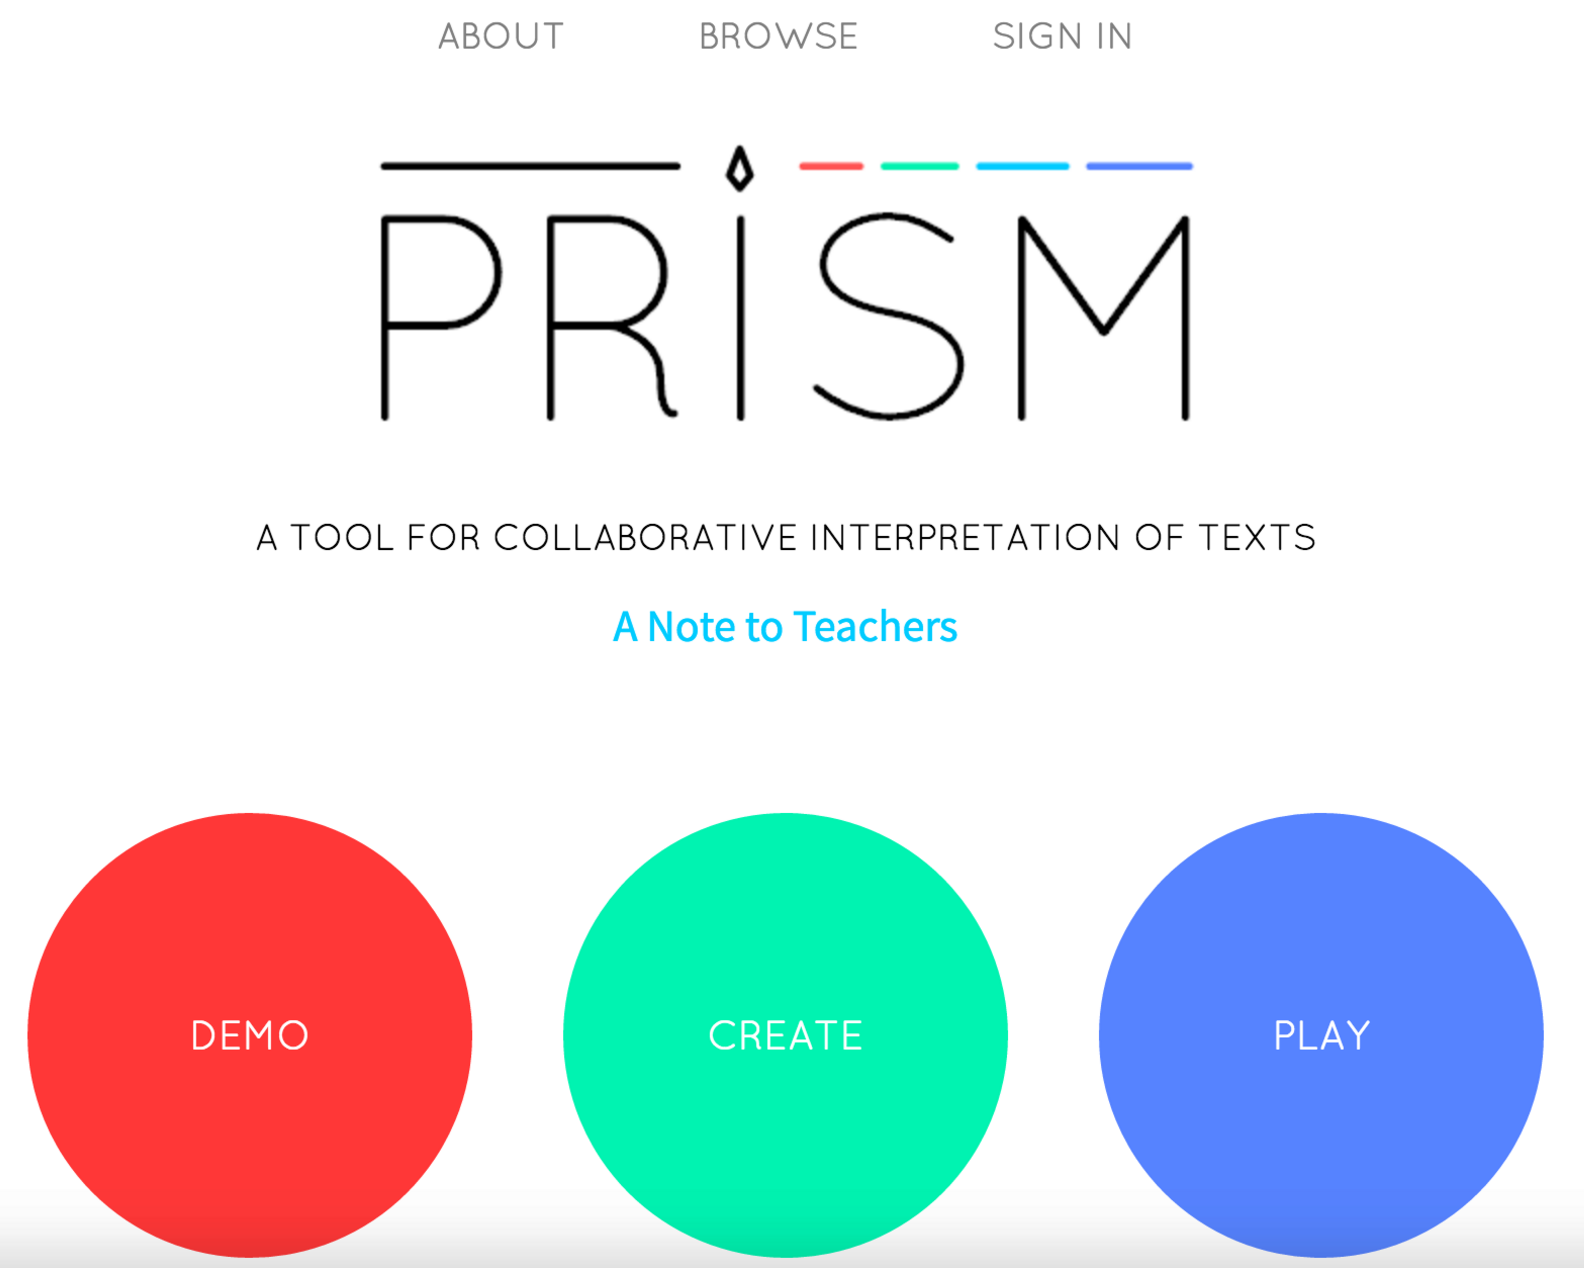 ABOUT BROWSE SIGN IN
PRISM
A TOOL FOR COLLABORATIVE INTERPRETATION OF TEXTS
A Note to Teachers
DEMO CREATE PLAY